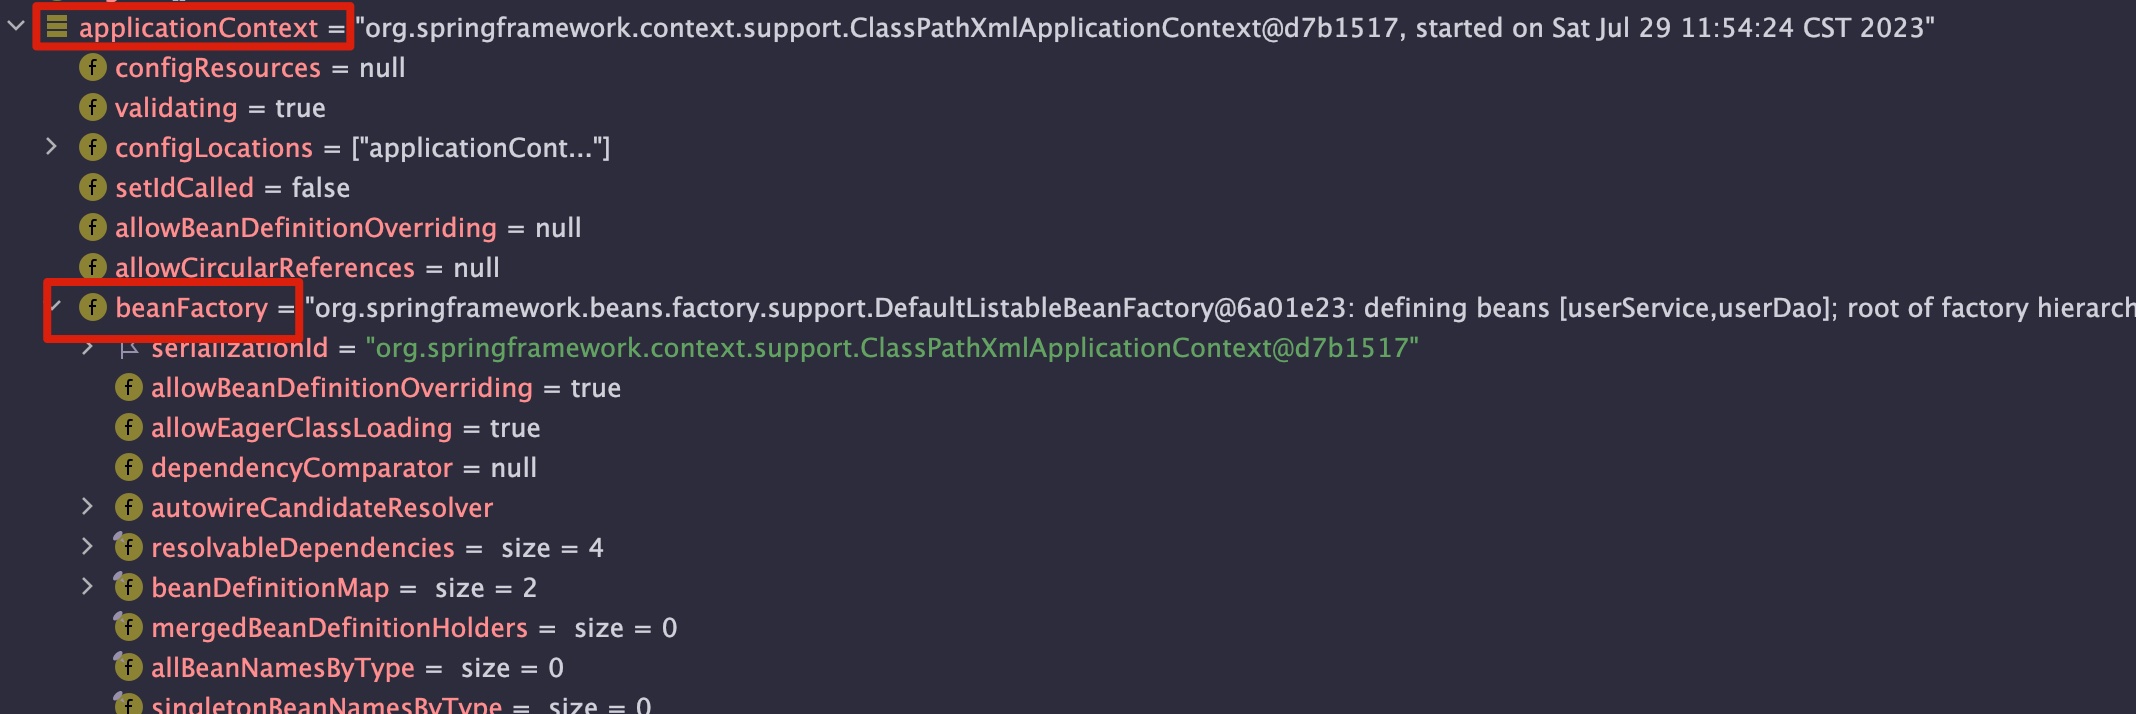 applicationContext = "org.springframework.context.support.ClassPathXmlApplicationContext@d7b1517, started on Sat Jul 29 11:54:24 CST 2023"
f configResources = null
f validating = true
f configLocations = ["applicationCont..."]
f setIdCalled = false
f allowBeanDefinitionOverriding = null
f allowCircularReferences = null
f beanFactory = "org.springframework.beans.factory.support.DefaultListableBeanFactory@6a01e23: defining beans [userService,userDao]; root of factory hierarch
serializationId = "org.springframework.context.support.ClassPathXmlApplicationContext@d7b1517"
f allowBeanDefinitionOverriding = true
f allowEagerClassLoading = true
f dependencyComparator = null
f autowireCandidateResolver
f resolvableDependencies = size = 4
f beanDefinitionMap = size = 2
f mergedBeanDefinitionHolders = size = 0
f allBeanNamesByType = size = 0
f singletonBeanNamesByType = size = 0